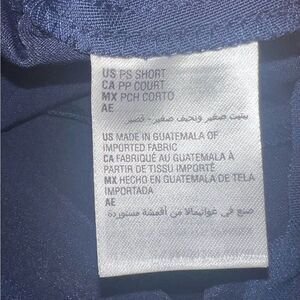 US PS SHORT
CA PP COURT
MX PCH CORTO
AE
بيتيت صغير ونحيف صغير - قصير
US MADE IN GUATEMALA OF
IMPORTED FABRIC
CA FABRIQUÉ AU GUATEMALA À
PARTIR DE TISSU IMPORTÉ
MX HECHO EN GUATEMALA DE TELA
IMPORTADA
AE
صنع في غواتيمالا من أقمشة مستوردة